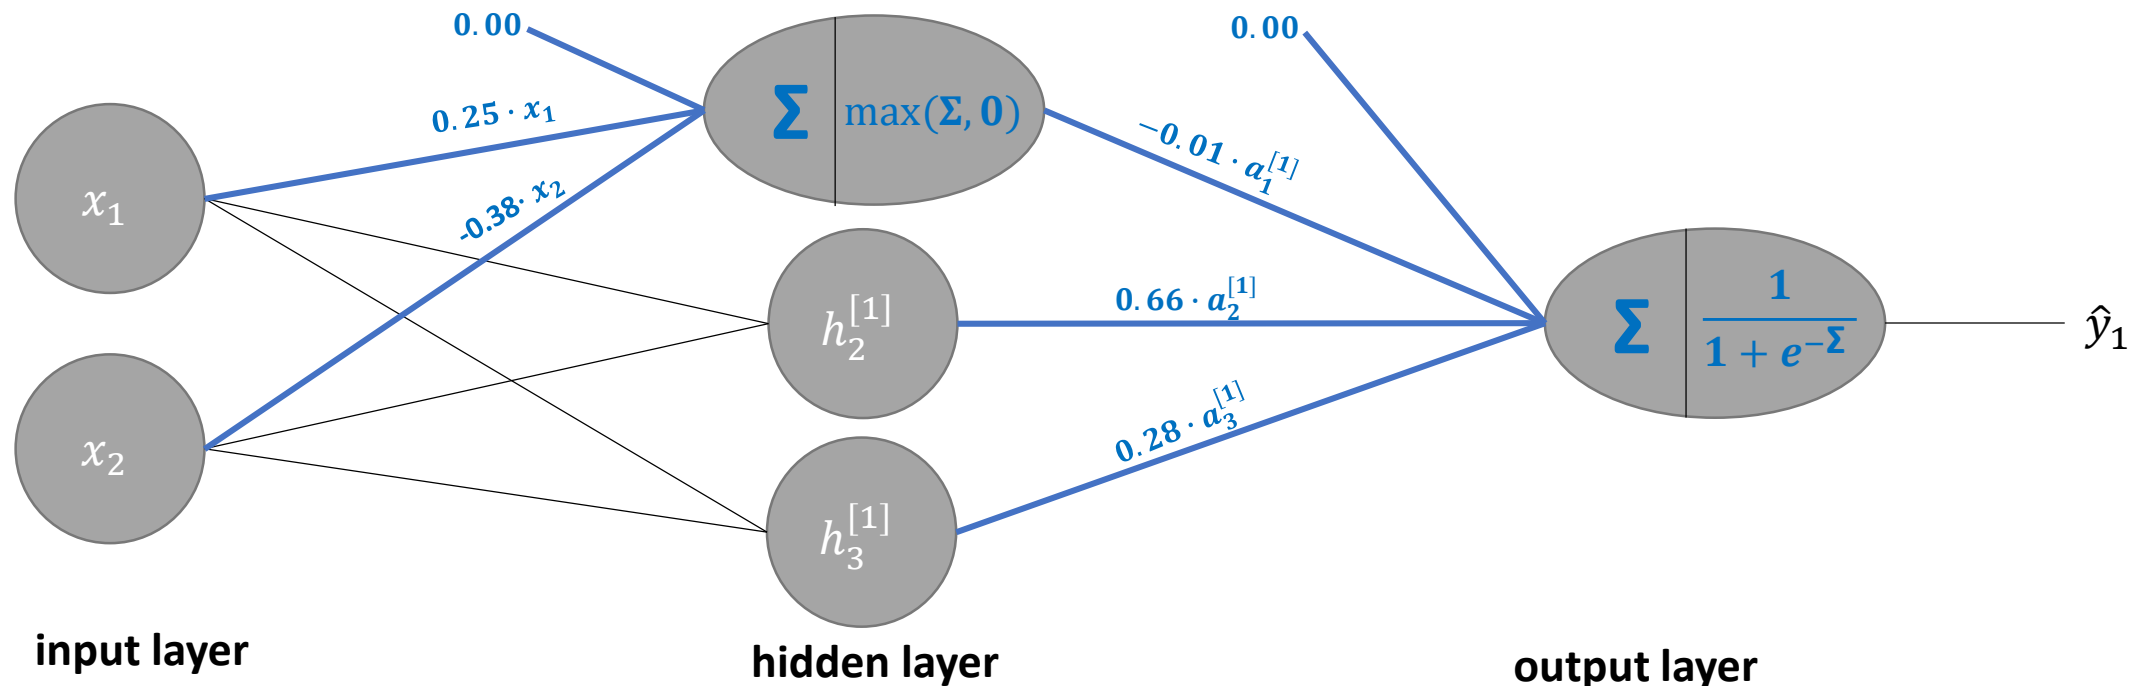 0.00
0.00
0.25 · x₁
Σ
max(Σ, 0)
−0.01 · a₁^[1]
x₁
-0.38· x₂
0.66 · a₂^[1]
h₂^[1]
Σ
1
1 + e^−Σ
ŷ₁
0.28 · a₃^[1]
x₂
h₃^[1]
input layer
hidden layer
output layer